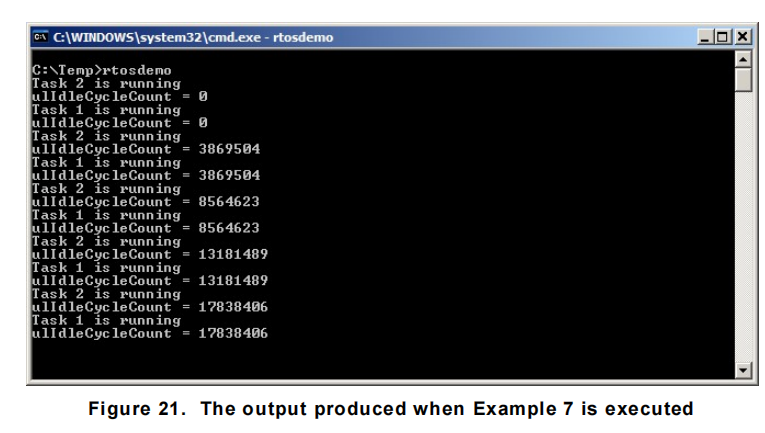 C:\WINDOWS\system32\cmd.exe - rtosdemo
C:\Temp>rtosdemo
Task 2 is running
ulIdleCycleCount = 0
Task 1 is running
ulIdleCycleCount = 0
Task 2 is running
ulIdleCycleCount = 3869504
Task 1 is running
ulIdleCycleCount = 3869504
Task 2 is running
ulIdleCycleCount = 8564623
Task 1 is running
ulIdleCycleCount = 8564623
Task 2 is running
ulIdleCycleCount = 13181489
Task 1 is running
ulIdleCycleCount = 13181489
Task 2 is running
ulIdleCycleCount = 17838406
Task 1 is running
ulIdleCycleCount = 17838406
Figure 21. The output produced when Example 7 is executed